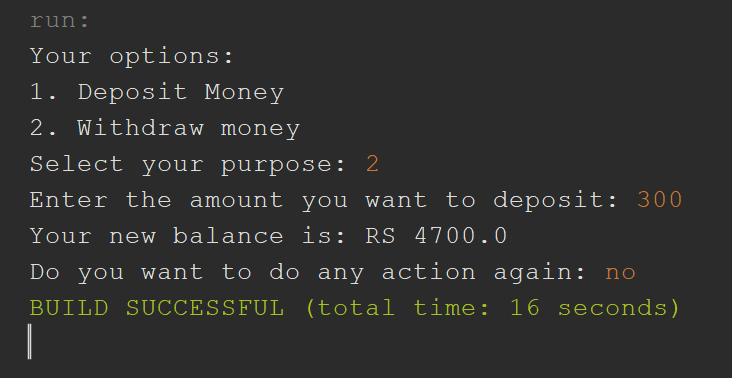 run:
Your options:
1. Deposit Money
2. Withdraw money
Select your purpose: 2
Enter the amount you want to deposit: 300
Your new balance is: RS 4700.0
Do you want to do any action again: no
BUILD SUCCESSFUL (total time: 16 seconds)